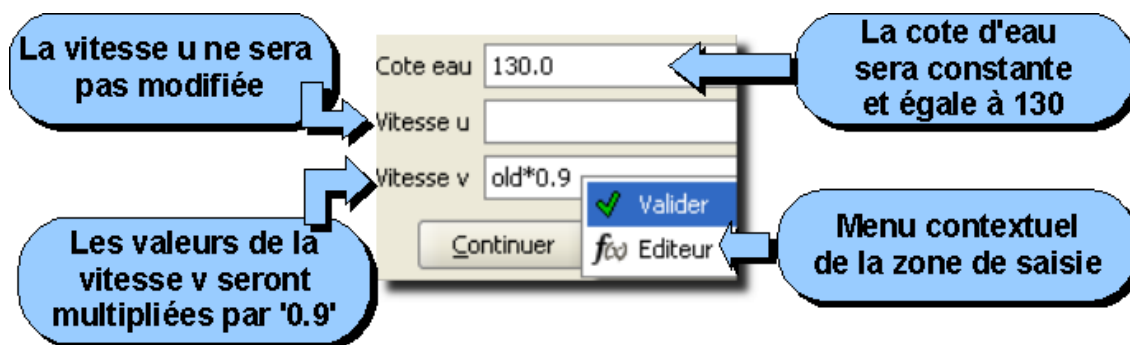 La vitesse u ne sera
pas modifiée
Cote eau 130.0
La cote d'eau
sera constante
et égale à 130
Vitesse u
Vitesse v old*0.9
Valider
Continuer
Editeur
Les valeurs de la
vitesse v seront
multipliées par '0.9'
Menu contextuel
de la zone de saisie